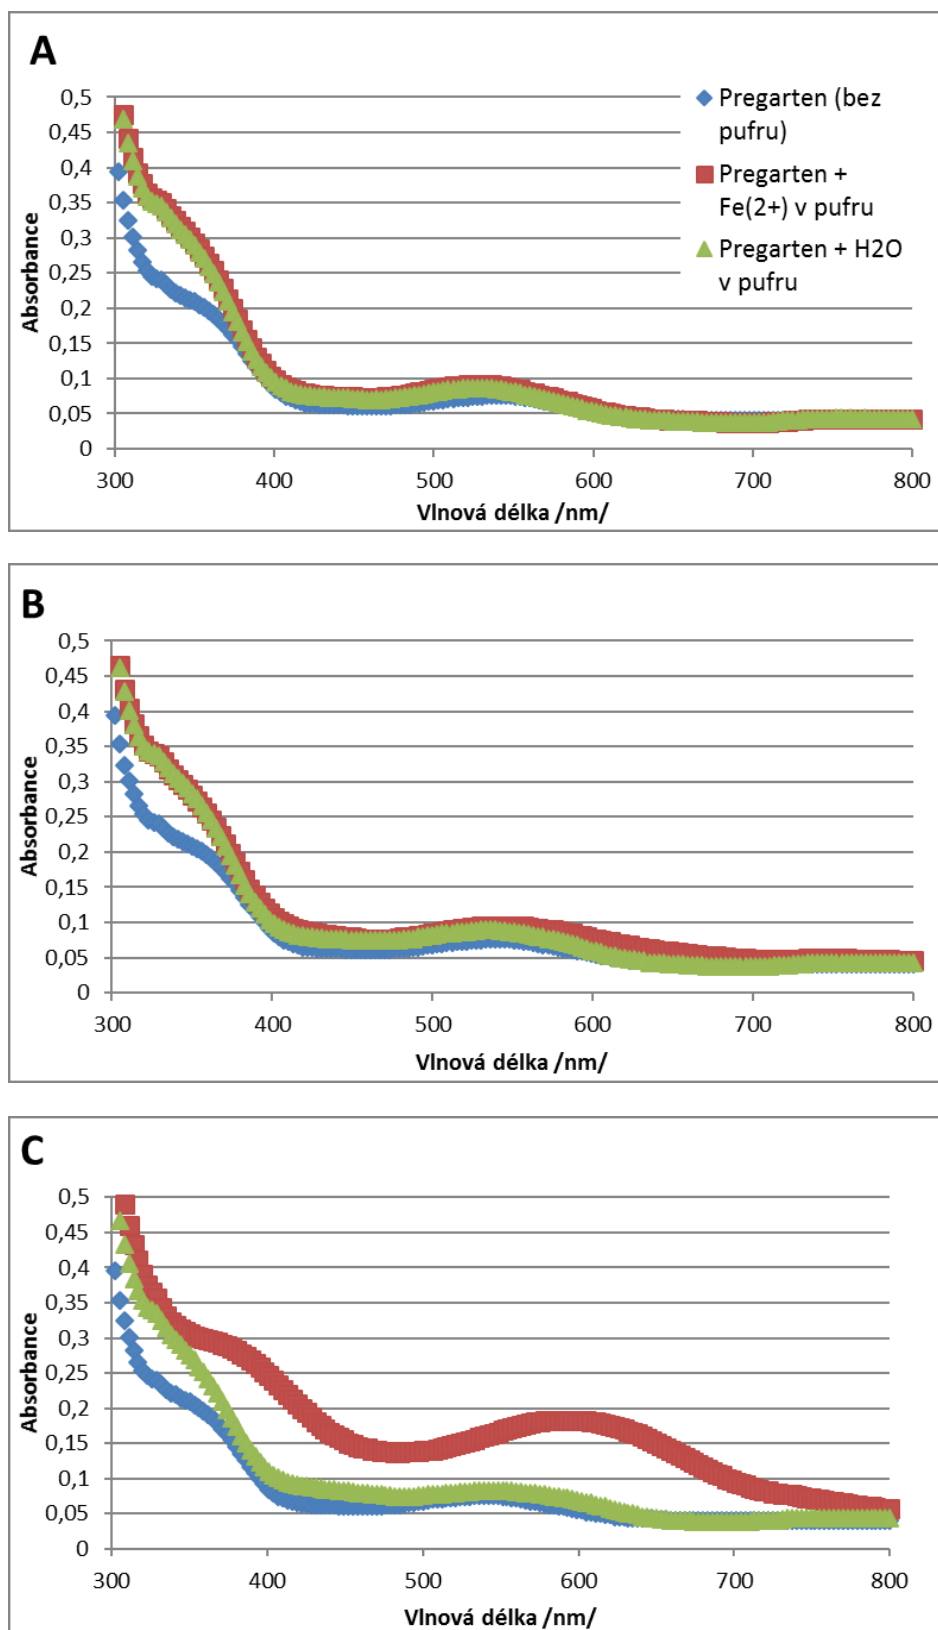 A
0,5
0,45
0,4
0,35
0,3
0,25
0,2
0,15
0,1
0,05
0
Absorbance
Pregarten (bez
pufru)
Pregarten +
Fe(2+) v pufru
Pregarten + H2O
v pufru
300 400 500 600 700 800
Vlnová délka /nm/
B
0,5
0,45
0,4
0,35
0,3
0,25
0,2
0,15
0,1
0,05
0
Absorbance
300 400 500 600 700 800
Vlnová délka /nm/
C
0,5
0,45
0,4
0,35
0,3
0,25
0,2
0,15
0,1
0,05
0
Absorbance
300 400 500 600 700 800
Vlnová délka /nm/